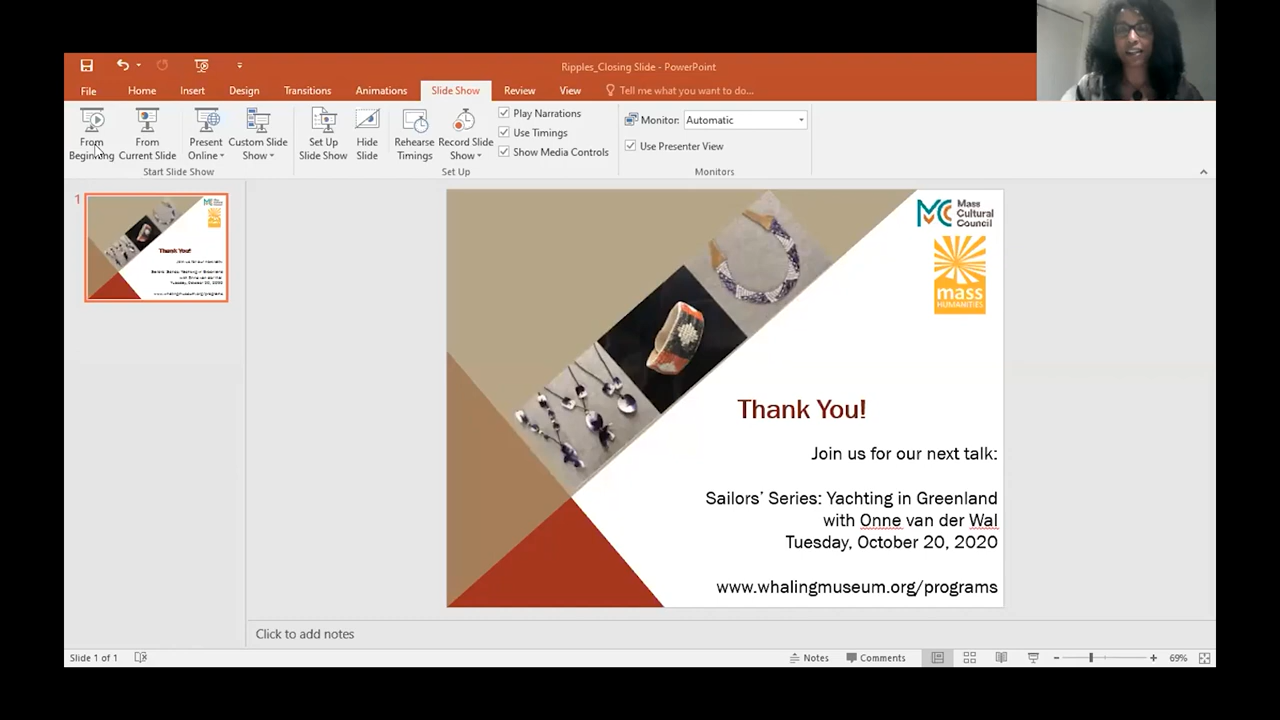 Ripples_Closing Slide - PowerPoint
File Home Insert Design Transitions Animations Slide Show Review View Tell me what you want to do...
From Beginning
From Current Slide
Present Online
Custom Slide Show
Set Up Slide Show
Hide Slide
Rehearse Timings
Record Slide Show
Play Narrations
Use Timings
Show Media Controls
Monitor: Automatic
Use Presenter View
Start Slide Show
Set Up
Monitors
1
Thank You!
Mass
Cultural
Council
mass
HUMANITIES
Thank You!
Join us for our next talk:
Sailors' Series: Yachting in Greenland
with Onne van der Wal
Tuesday, October 20, 2020
www.whalingmuseum.org/programs
Click to add notes
Slide 1 of 1
Notes Comments 69%